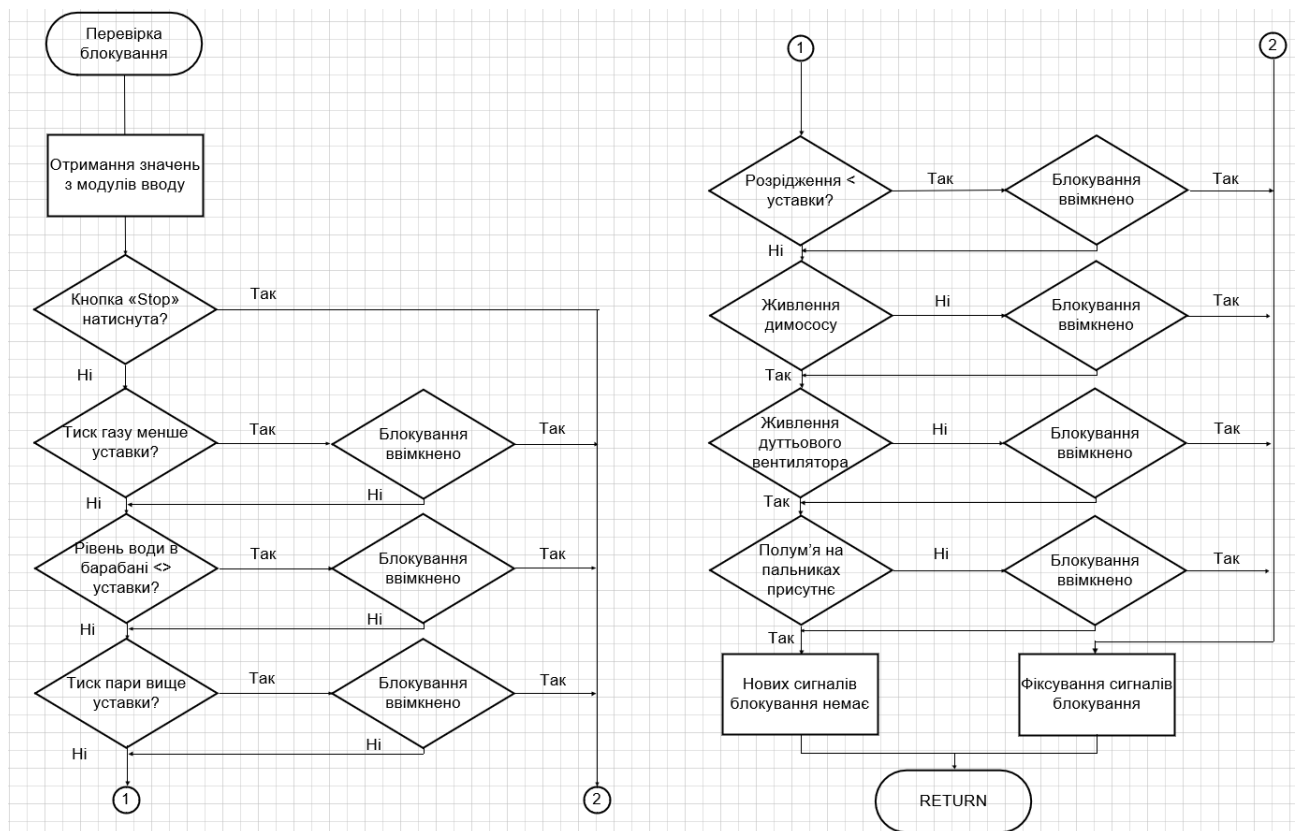 Перевірка
блокування
Отримання значень
з модулів вводу
Кнопка «Stop»
натиснута?
Так
Ні
Тиск газу менше
уставки?
Так
Блокування
ввімкнено
Так
Ні
Ні
Рівень води в
барабані <>
уставки?
Так
Блокування
ввімкнено
Так
Ні
Ні
Тиск пари вище
уставки?
Так
Блокування
ввімкнено
Так
Ні
Ні
1
2
1
2
Розрідження <
уставки?
Так
Блокування
ввімкнено
Так
Ні
Живлення
димососу
Ні
Блокування
ввімкнено
Так
Так
Живлення
дуттьового
вентилятора
Ні
Блокування
ввімкнено
Так
Так
Полум’я на
пальниках
присутнє
Ні
Блокування
ввімкнено
Так
Так
Нових сигналів
блокування немає
Фіксування сигналів
блокування
RETURN